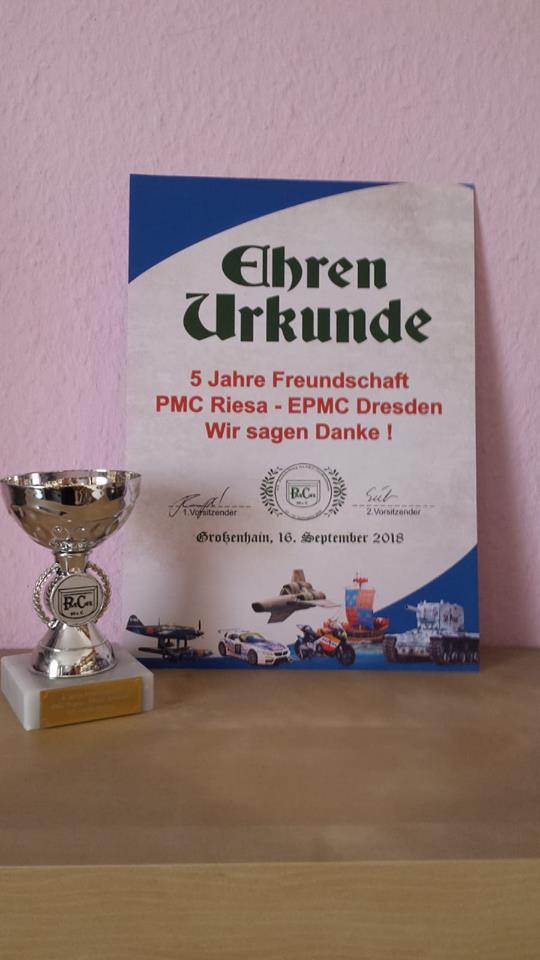 Ehren
Urkunde
5 Jahre Freundschaft
PMC Riesa - EPMC Dresden
Wir sagen Danke !
1.Vorsitzender
2.Vorsitzender
Großenhain, 16. September 2018